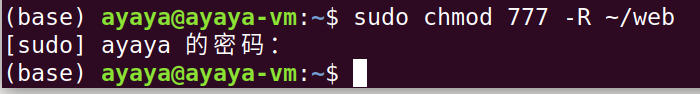 (base) ayaya@ayaya-vm:~$ sudo chmod 777 -R ~/web
[sudo] ayaya 的密码：
(base) ayaya@ayaya-vm:~$